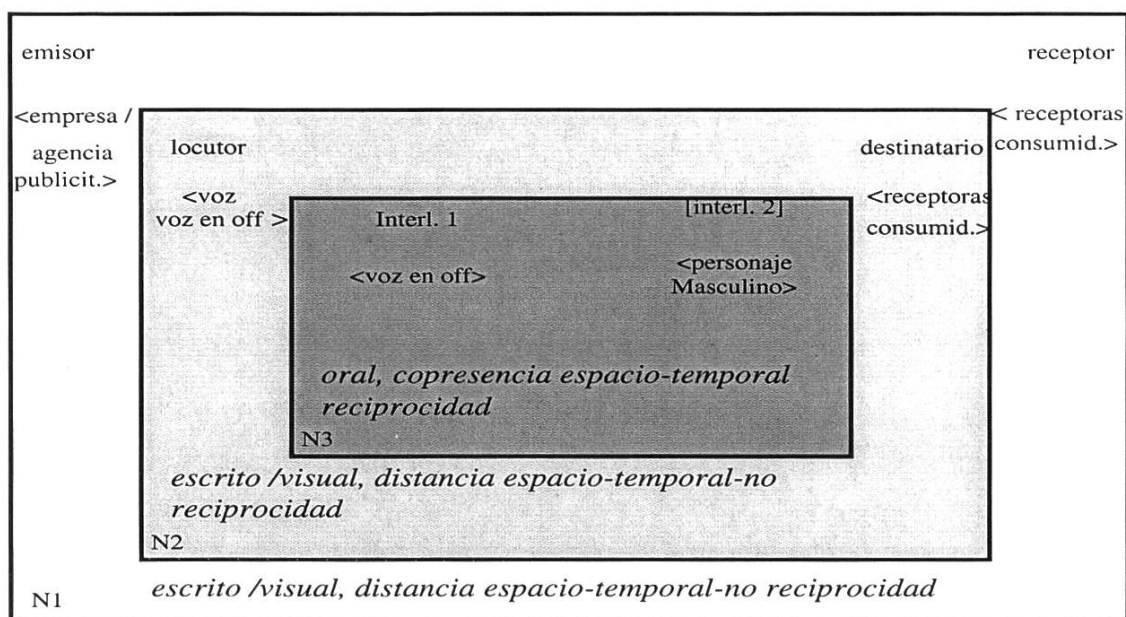 emisor
receptor
<empresa /
agencia
publicit.>
< receptoras
consumid.>
locutor
destinatario
<voz
voz en off >
<receptoras
consumid.>
Interl. 1
[interl. 2]
<voz en off>
<personaje
Masculino>
oral, copresencia espacio-temporal
reciprocidad
N3
escrito /visual, distancia espacio-temporal-no
reciprocidad
N2
escrito /visual, distancia espacio-temporal-no reciprocidad
N1